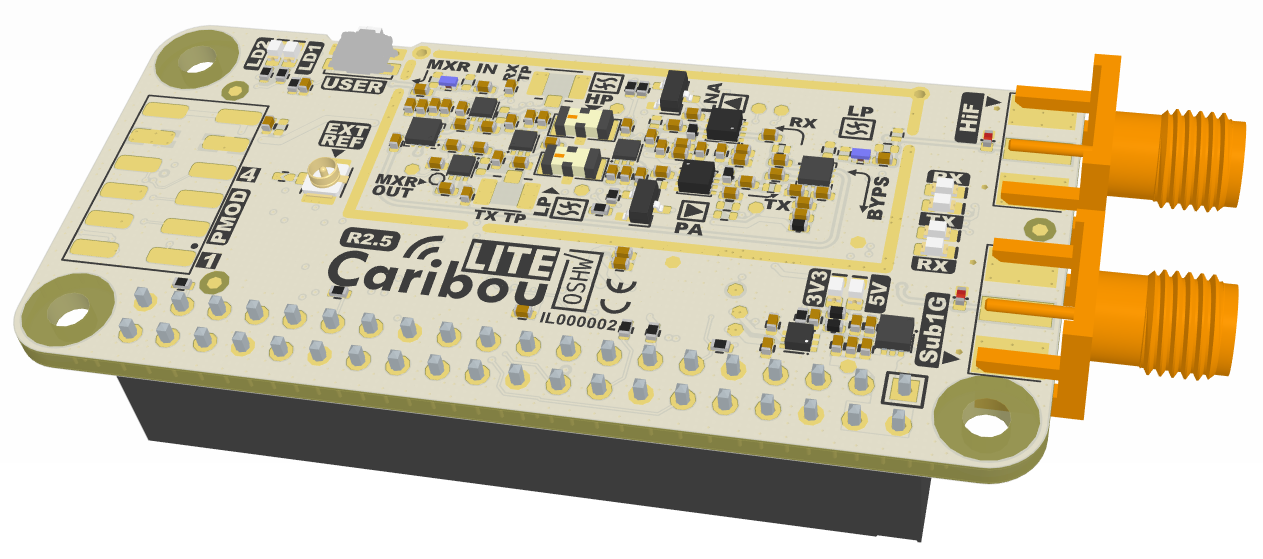 LD2
LD1
USER
MXR IN
RX
TP
HP
LNA
LP
RX
HiF
EXT
REF
MXR
OUT
TX TP
LP
PA
TX
BYPS
RX
TX
RX
4
PMOD
1
R2.5
Caribou
LITE
OSHW
CE
IL000002
3V3
5V
Sub1G